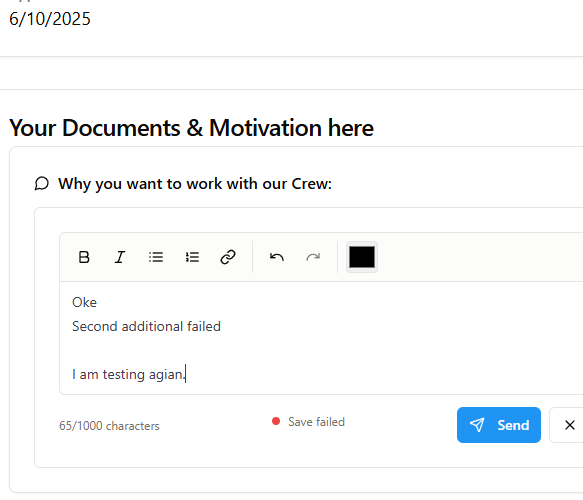 6/10/2025
Your Documents & Motivation here
Why you want to work with our Crew:
Oke
Second additional failed
I am testing agian.
65/1000 characters
Save failed
Send